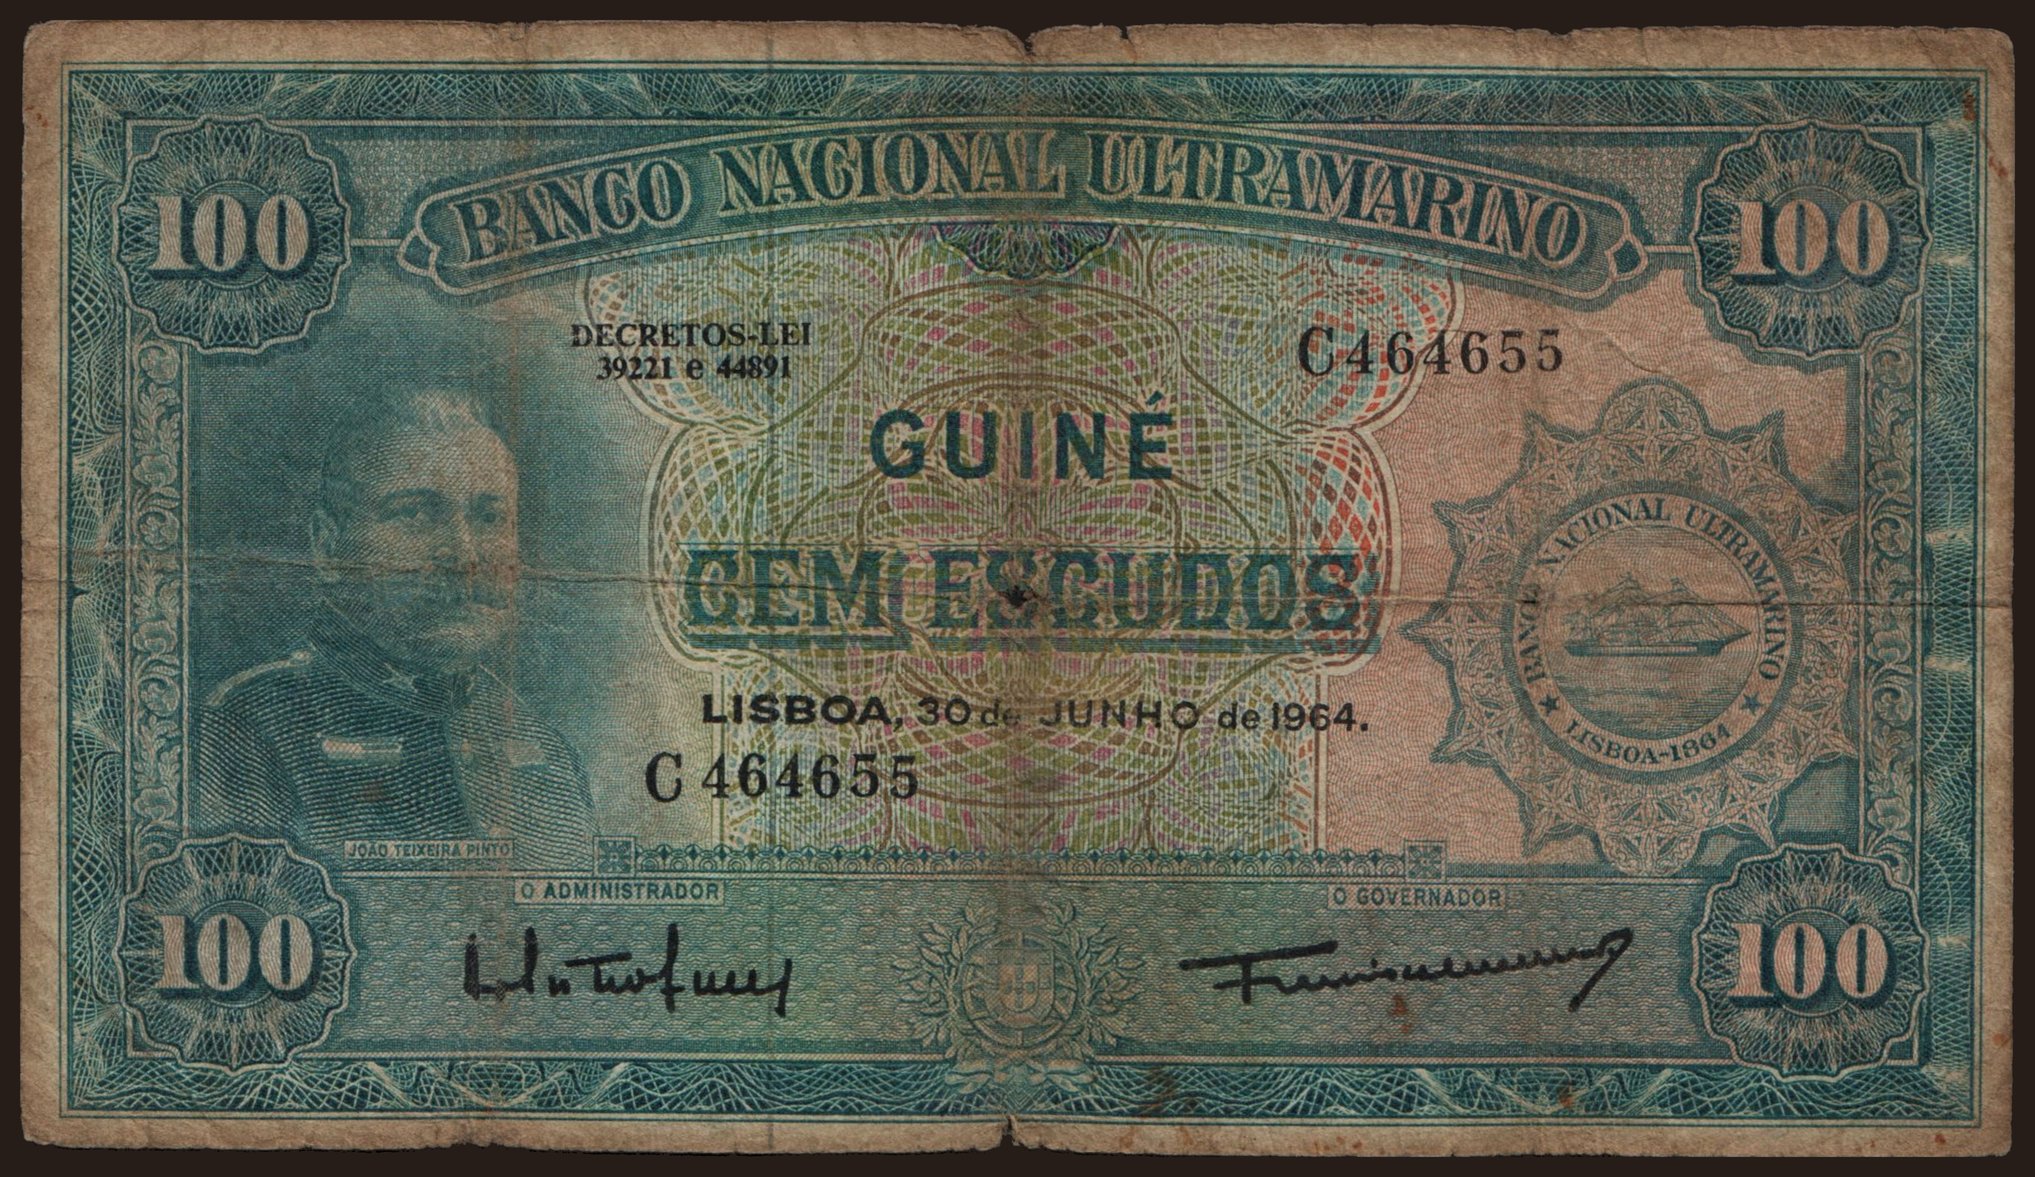 BANCO NACIONAL ULTRAMARINO
100
100
DECRETOS-LEI
39221 e 44891
C464655
GUINÉ
CEM ESCUDOS
BANCO NACIONAL ULTRAMARINO
LISBOA-1864
LISBOA, 30 de JUNHO de 1964.
C 464655
JOÃO TEIXEIRA PINTO
O ADMINISTRADOR
O GOVERNADOR
100
100